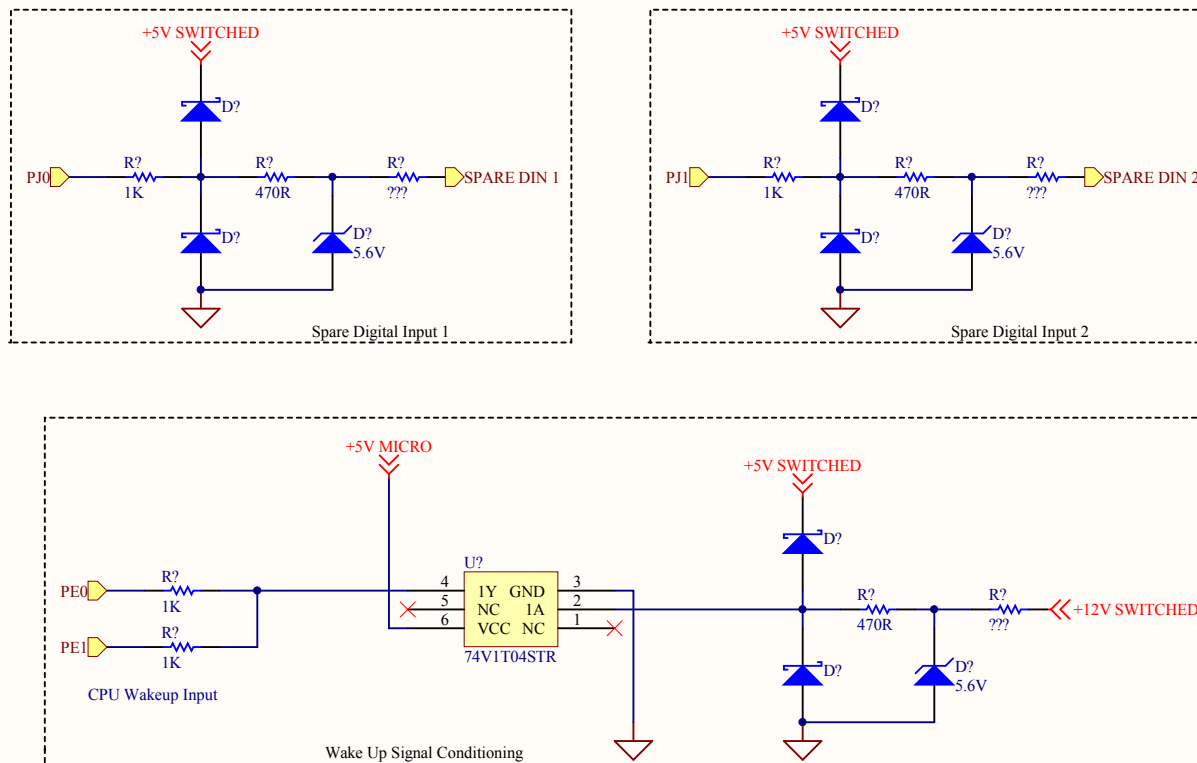 +5V SWITCHED
D?
PJ0
R?
1K
R?
470R
R?
???
SPARE DIN 1
D?
D?
5.6V
Spare Digital Input 1
+5V SWITCHED
D?
PJ1
R?
1K
R?
470R
R?
???
SPARE DIN 2
D?
D?
5.6V
Spare Digital Input 2
+5V MICRO
+5V SWITCHED
D?
U?
PE0
R?
1K
4 1Y GND 3
5 NC 1A 2
6 VCC NC 1
74V1T04STR
R?
470R
R?
???
+12V SWITCHED
PE1
R?
1K
D?
D?
5.6V
CPU Wakeup Input
Wake Up Signal Conditioning